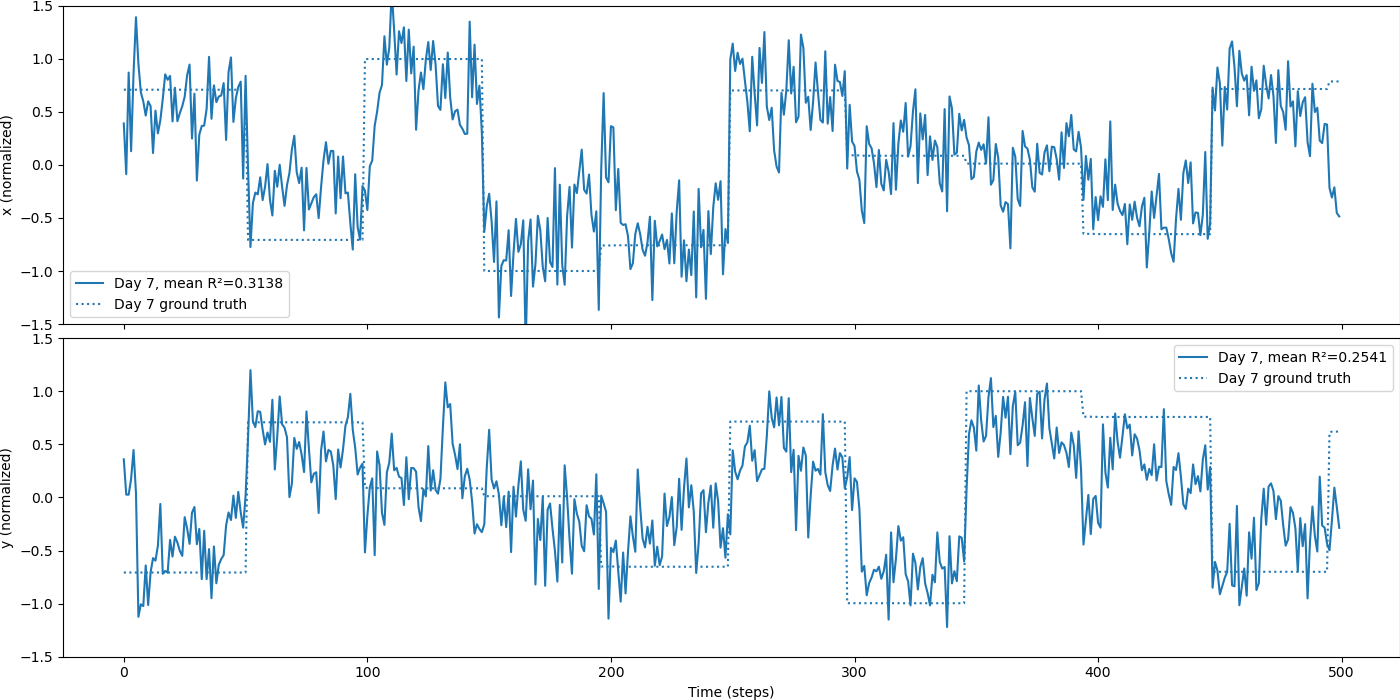 1.5
1.0
0.5
0.0
−0.5
−1.0
−1.5
x (normalized)
Day 7, mean R²=0.3138
Day 7 ground truth
1.5
1.0
0.5
0.0
−0.5
−1.0
−1.5
y (normalized)
Day 7, mean R²=0.2541
Day 7 ground truth
0 100 200 300 400 500
Time (steps)